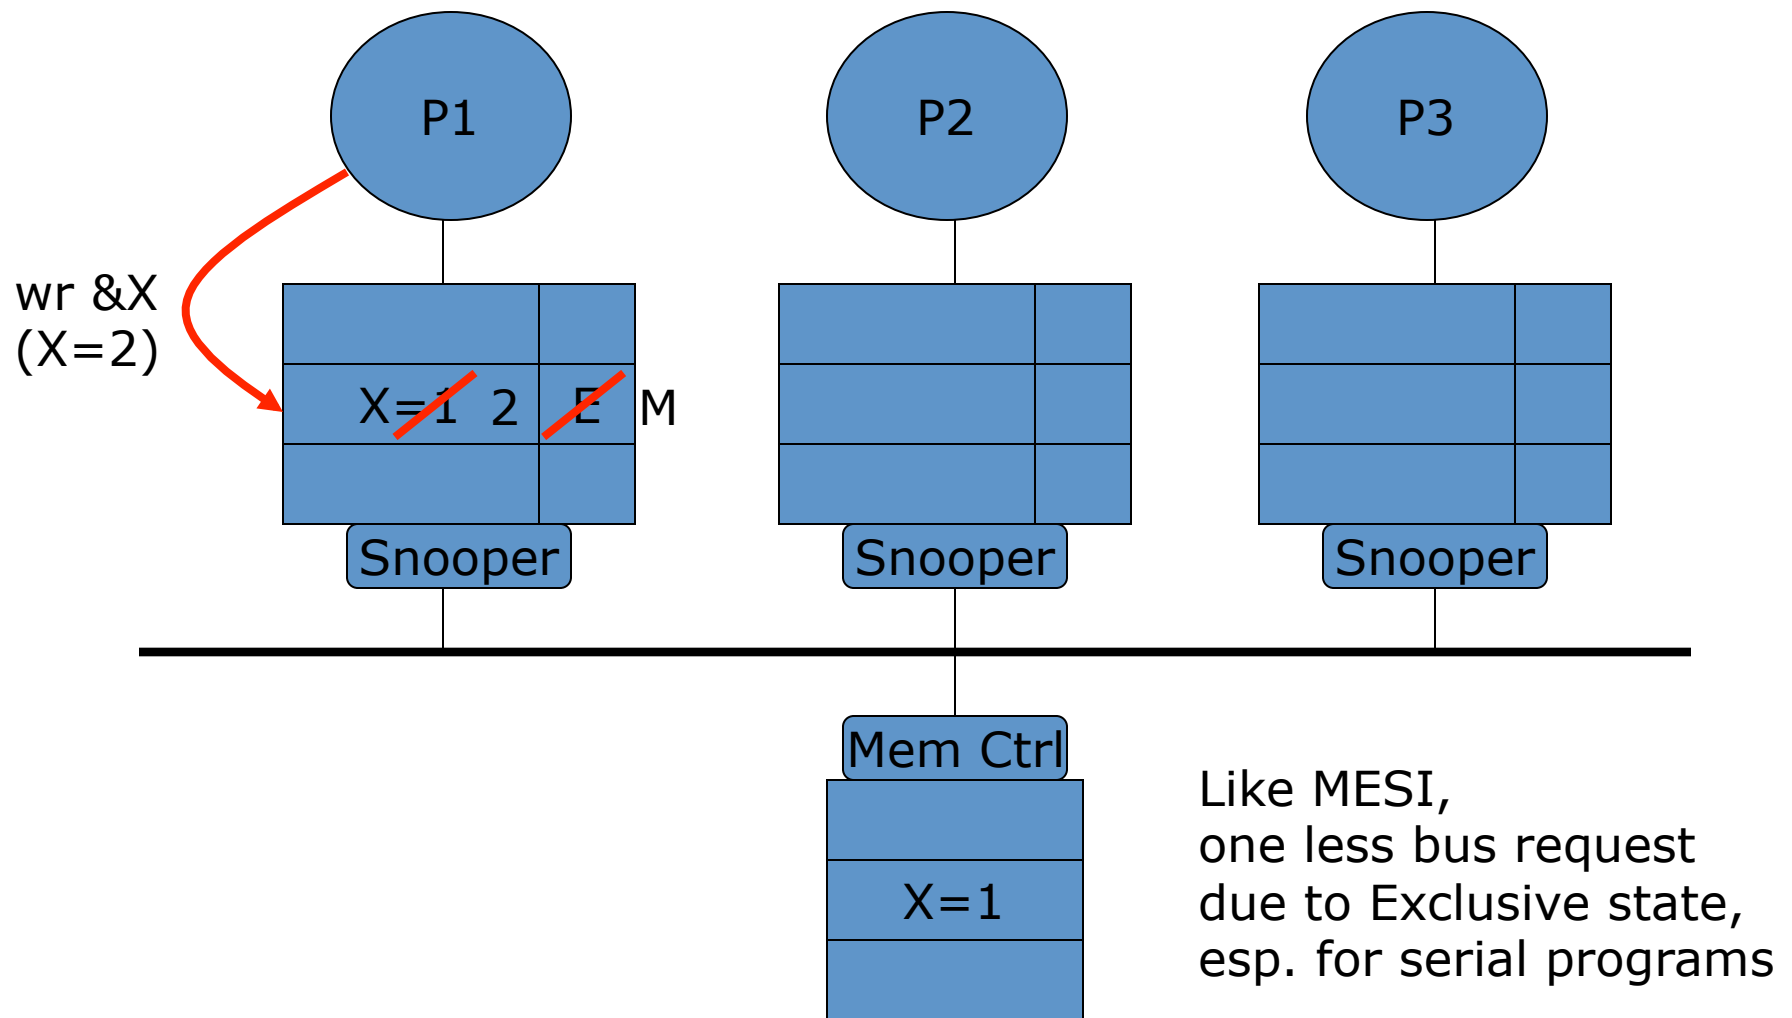 P1
P2
P3
wr &X
(X=2)
X=1 2 E M
Snooper
Snooper
Snooper
Mem Ctrl
X=1
Like MESI,
one less bus request
due to Exclusive state,
esp. for serial programs